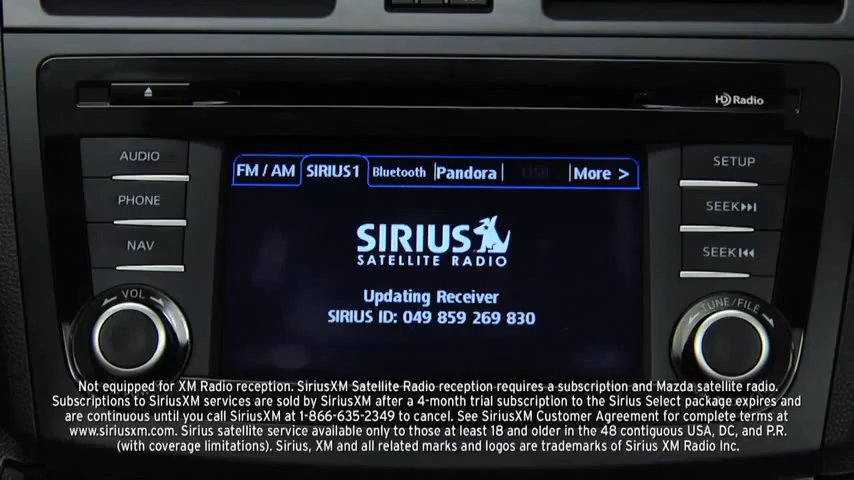 HD Radio
AUDIO
PHONE
NAV
VOL
FM / AM SIRIUS1 Bluetooth Pandora USB More >
SIRIUS
SATELLITE RADIO
Updating Receiver
SIRIUS ID: 049 859 269 830
SETUP
SEEK
SEEK
TUNE/FILE
Not equipped for XM Radio reception. SiriusXM Satellite Radio reception requires a subscription and Mazda satellite radio.
Subscriptions to SiriusXM services are sold by SiriusXM after a 4-month trial subscription to the Sirius Select package expires and
are continuous until you call SiriusXM at 1-866-635-2349 to cancel. See SiriusXM Customer Agreement for complete terms at
www.siriusxm.com. Sirius satellite service available only to those at least 18 and older in the 48 contiguous USA, DC, and P.R.
(with coverage limitations). Sirius, XM and all related marks and logos are trademarks of Sirius XM Radio Inc.